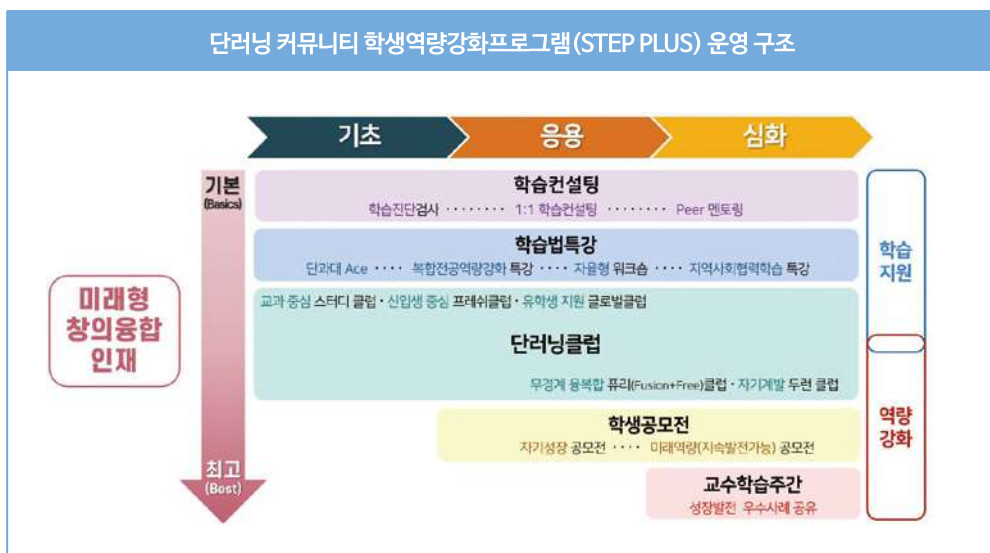 단러닝 커뮤니티 학생역량강화프로그램(STEP PLUS) 운영 구조
기초 응용 심화
기본
(Basics)
학습컨설팅
학습진단검사 ········ 1:1 학습컨설팅 ········ Peer 멘토링
학습법특강
단과대 Ace ···· 복합전공역량강화 특강 ···· 자율형 워크숍 ···· 지역사회협력학습 특강
학습
지원
미래형
창의융합
인재
교과 중심 스터디 클럽 · 신입생 중심 프레쉬클럽 · 유학생 지원 글로벌클럽
단러닝클럽
무경계 융복합 퓨리(Fusion+Free)클럽 · 자기계발 두런 클럽
학생공모전
자기성장 공모전 ···· 미래역량(지속발전가능) 공모전
역량
강화
최고
(Bost)
교수학습주간
성장발전 우수사례 공유